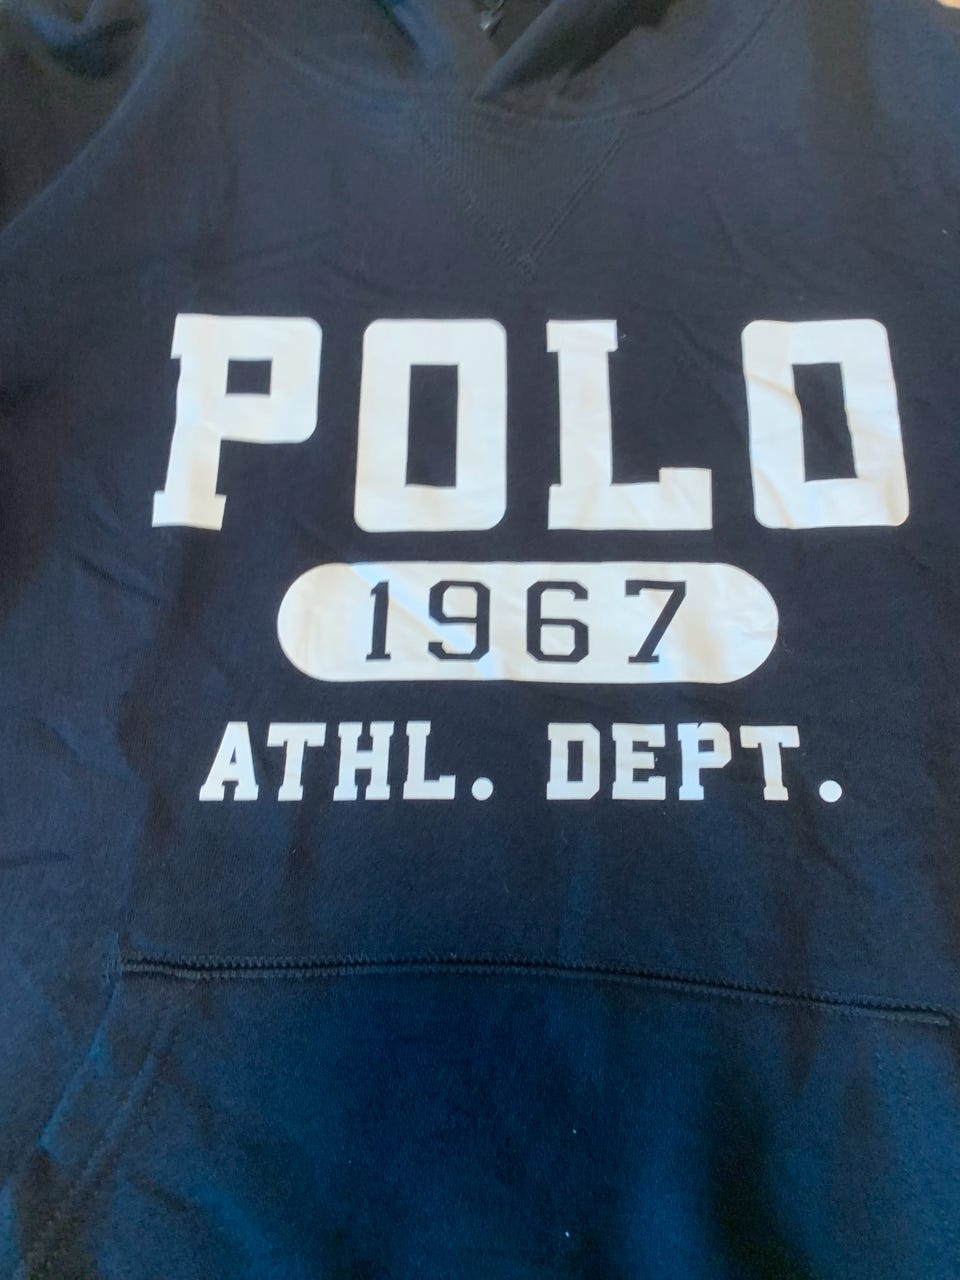 POLO
1967
ATHL. DEPT.